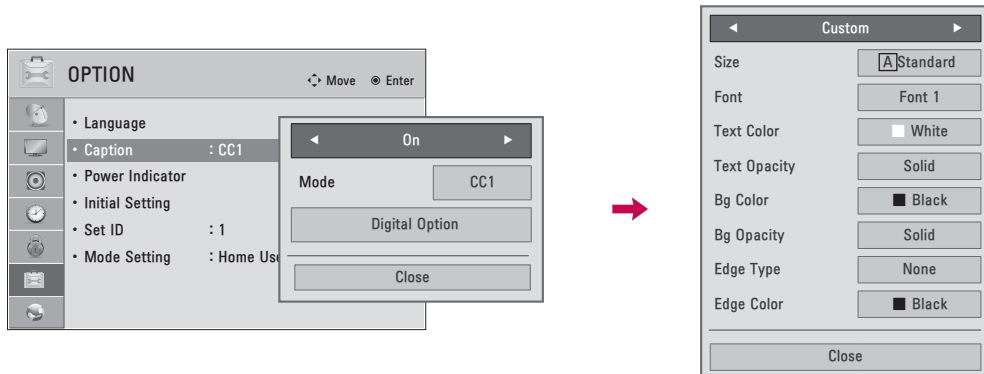 OPTION
Move Enter
• Language
• Caption : CC1
• Power Indicator
• Initial Setting
• Set ID : 1
• Mode Setting : Home Use
◄ On ►
Mode CC1
Digital Option
Close
◄ Custom ►
Size A Standard
Font Font 1
Text Color White
Text Opacity Solid
Bg Color Black
Bg Opacity Solid
Edge Type None
Edge Color Black
Close